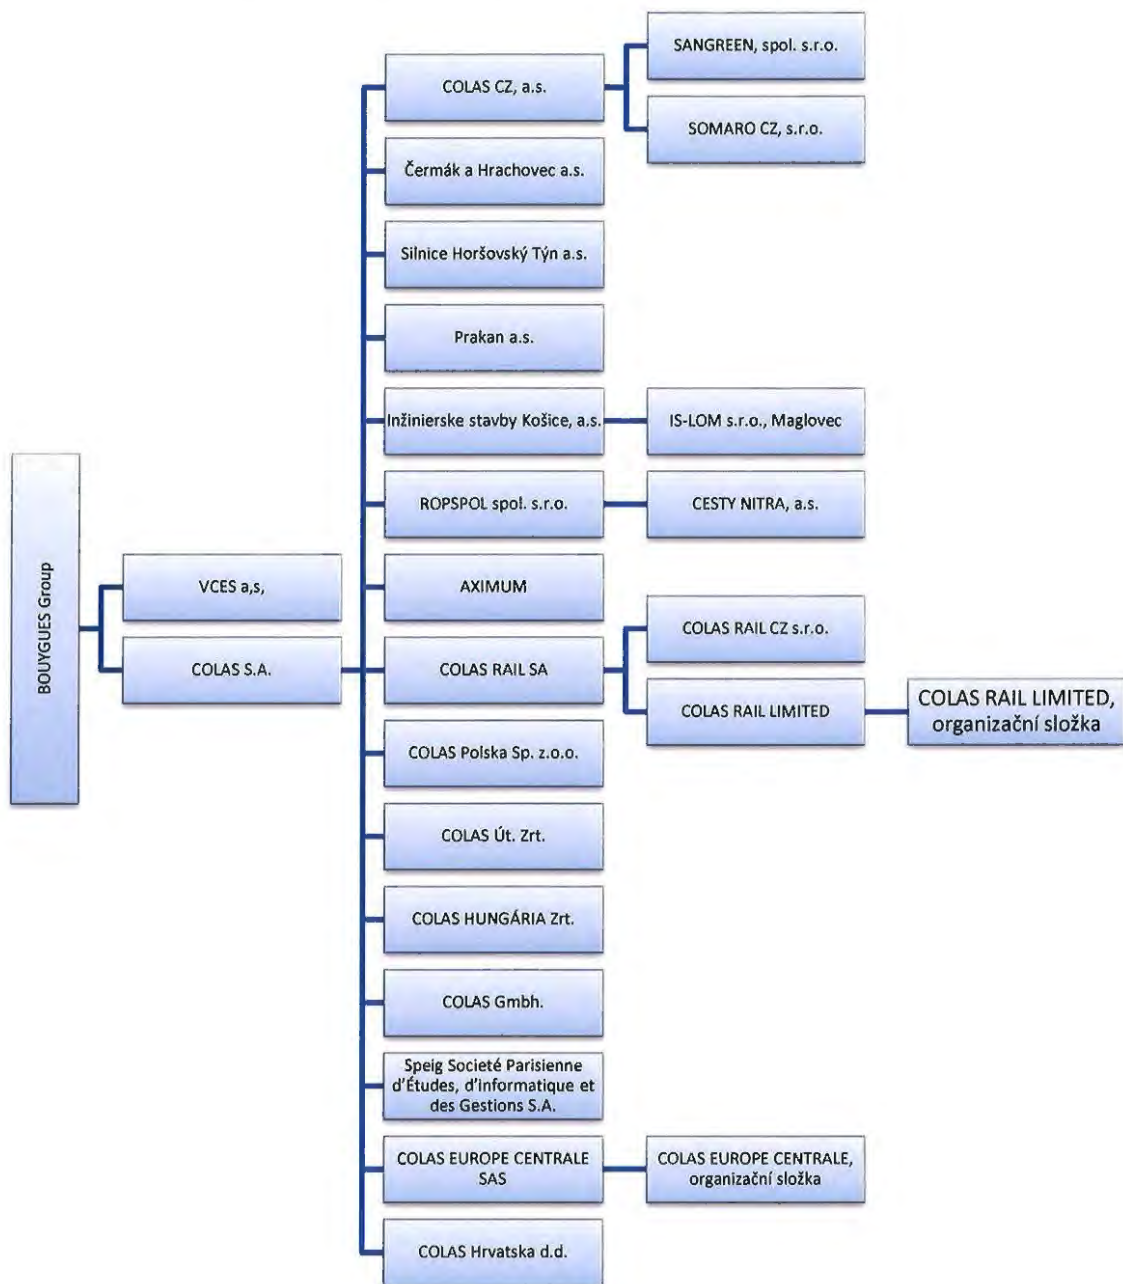 BOUYGUES Group
VCES a,s,
COLAS S.A.
COLAS CZ, a.s.
SANGREEN, spol. s.r.o.
SOMARO CZ, s.r.o.
Čermák a Hrachovec a.s.
Silnice Horšovský Týn a.s.
Prakan a.s.
Inžinierske stavby Košice, a.s.
IS-LOM s.r.o., Maglovec
ROPSPOL spol. s.r.o.
CESTY NITRA, a.s.
AXIMUM
COLAS RAIL SA
COLAS RAIL CZ s.r.o.
COLAS RAIL LIMITED
COLAS RAIL LIMITED,
organizační složka
COLAS Polska Sp. z.o.o.
COLAS Út. Zrt.
COLAS HUNGÁRIA Zrt.
COLAS Gmbh.
Speig Societé Parisienne
d'Études, d'informatique et
des Gestions S.A.
COLAS EUROPE CENTRALE
SAS
COLAS EUROPE CENTRALE,
organizační složka
COLAS Hrvatska d.d.